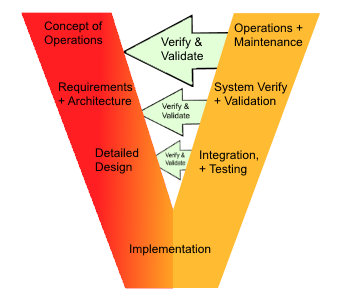 Concept of
Operations
Verify &
Validate
Operations +
Maintenance
Requirements
+ Architecture
Verify &
Validate
System Verify
+ Validation
Detailed
Design
Verify &
Validate
Integration,
+ Testing
Implementation